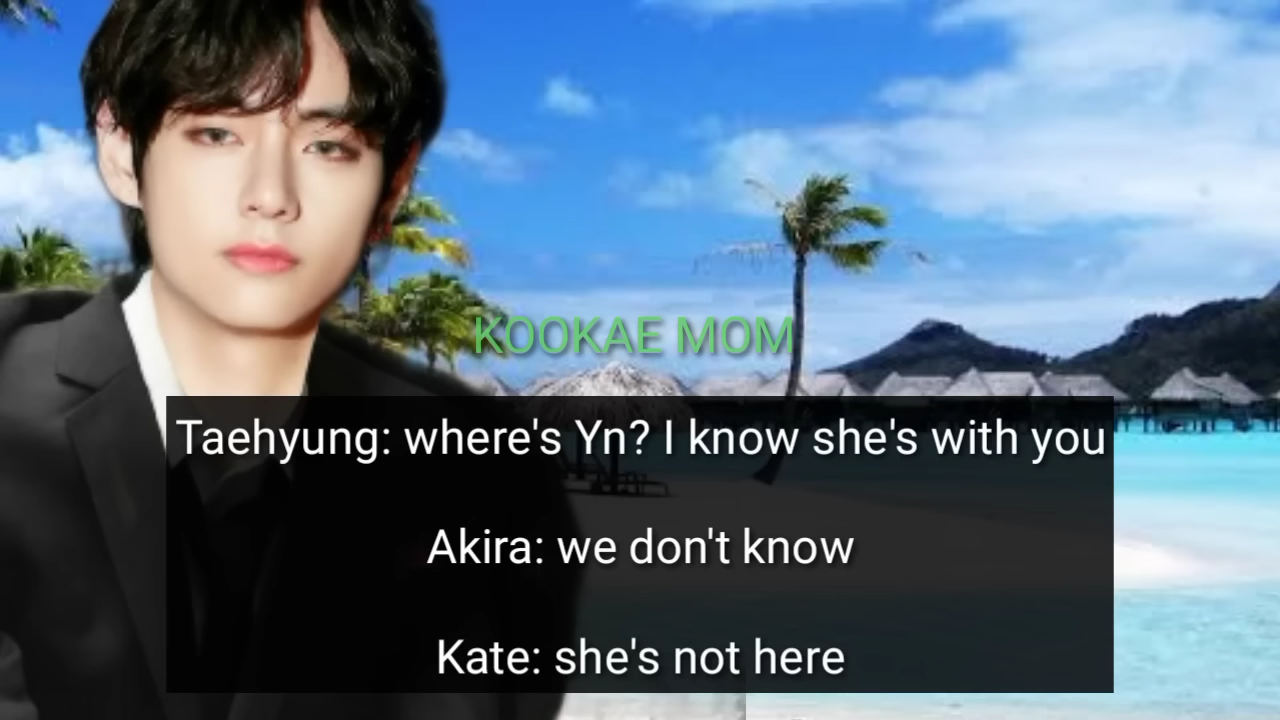 KOOKAE MOM
Taehyung: where's Yn? I know she's with you
Akira: we don't know
Kate: she's not here